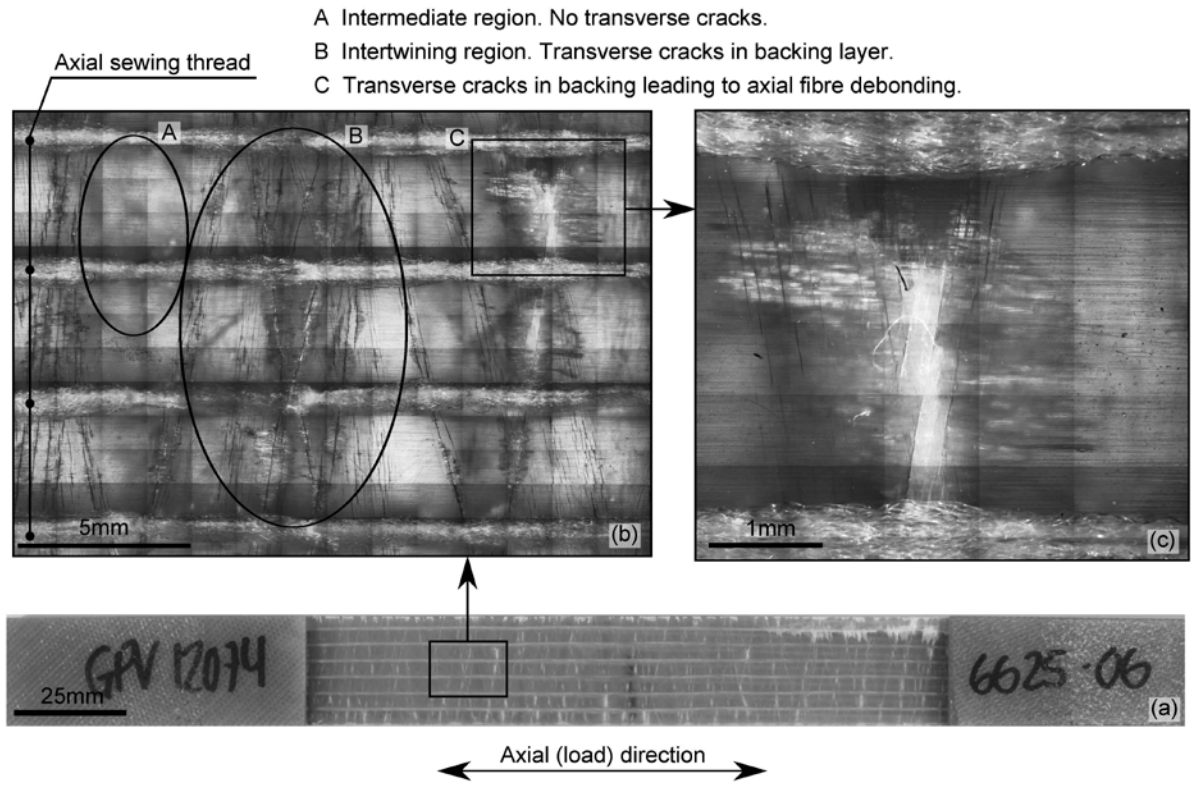 A Intermediate region. No transverse cracks.
B Intertwining region. Transverse cracks in backing layer.
C Transverse cracks in backing leading to axial fibre debonding.
Axial sewing thread
A
B
C
5mm
(b)
1mm
(c)
GPV 12074
6625-06
25mm
(a)
Axial (load) direction